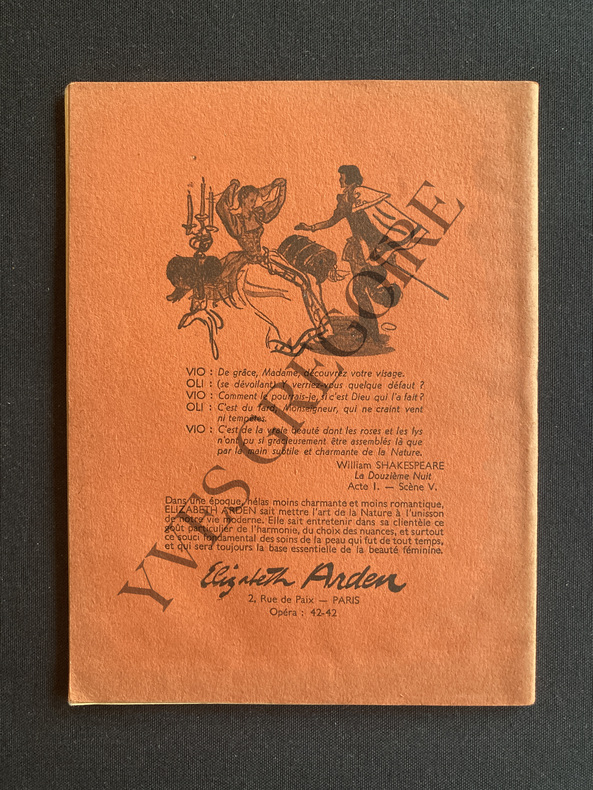 VIO : De grâce, Madame, découvrez votre visage.
OLI : (se dévoilant) Y verriez-vous quelque défaut ?
VIO : Comment le pourrais-je, si c'est Dieu qui l'a fait ?
OLI : C'est du fard, Monseigneur, qui ne craint vent
ni tempêtes.
VIO : C'est de la vraie beauté dont les roses et les lys
n'ont pu si gracieusement être assemblés là que
par la main subtile et charmante de la Nature.
William SHAKESPEARE
La Douzième Nuit
Acte I. — Scène V.
Dans une époque, hélas moins charmante et moins romantique,
ELIZABETH ARDEN sait mettre l'art de la Nature à l'unisson
de notre vie moderne. Elle sait entretenir dans sa clientèle ce
goût particulier de l'harmonie, du choix des nuances, et surtout
ce souci fondamental des soins de la peau qui fut de tout temps,
et qui sera toujours la base essentielle de la beauté féminine.
Elizabeth Arden
2, Rue de Paix — PARIS
Opéra : 42-42
YVES GREGOIRE